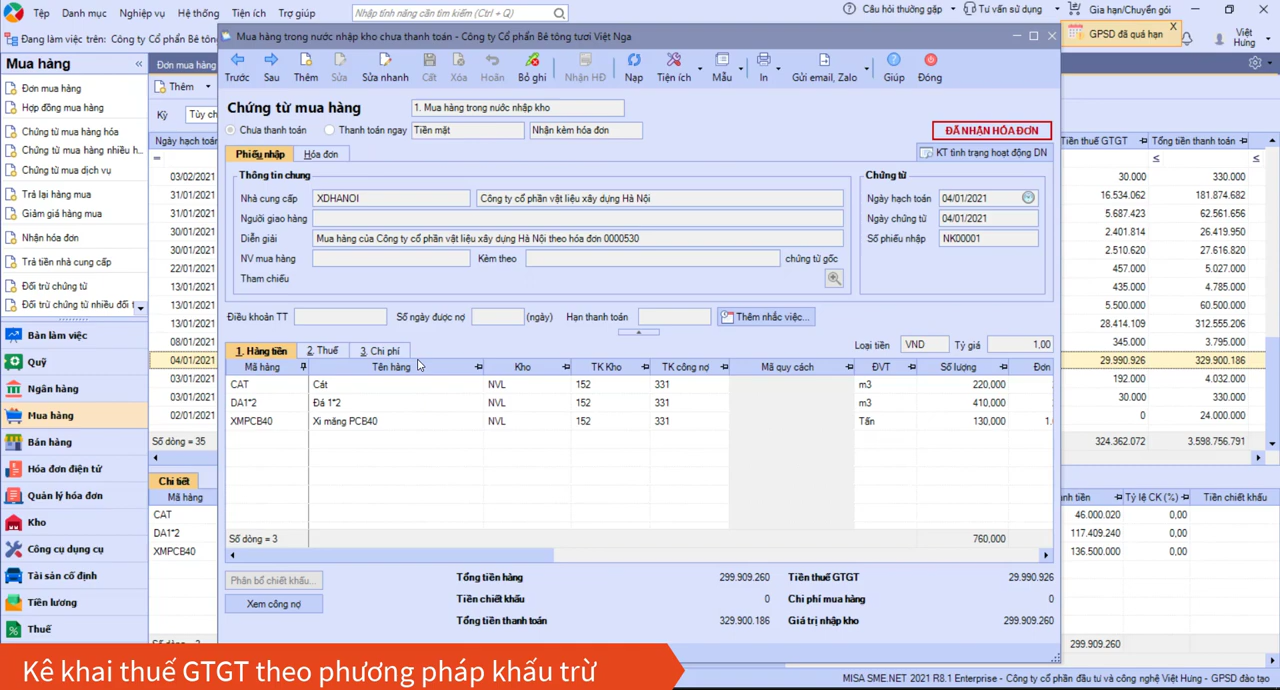 Tệp Danh mục Nghiệp vụ Hệ thống Tiện ích Trợ giúp Nhập tính năng cần tìm kiếm (Ctrl + Q) Câu hỏi thường gặp Tư vấn sử dụng Gia hạn/Chuyển gói
Đang làm việc trên: Công ty Cổ phần Bê tông
Mua hàng trong nước nhập kho chưa thanh toán - Công ty Cổ phần Bê tông tươi Việt Nga
GPSD đã quá hạn X
Việt Hưng
Mua hàng «
Đơn mua hàng
Hợp đồng mua hàng
Chứng từ mua hàng hóa
Chứng từ mua hàng nhiều h...
Chứng từ mua dịch vụ
Trả lại hàng mua
Giảm giá hàng mua
Nhận hóa đơn
Trả tiền nhà cung cấp
Đối trừ chứng từ
Đối trừ chứng từ nhiều đối t
Bàn làm việc
Quỹ
Ngân hàng
Mua hàng
Bán hàng
Hóa đơn điện tử
Quản lý hóa đơn
Kho
Công cụ dụng cụ
Tài sản cố định
Tiền lương
Thuế
Đơn mua hàng
Thêm
Kỳ Tùy ch
Ngày hạch toán
=
03/02/2021
31/01/2021
31/01/2021
30/01/2021
30/01/2021
22/01/2021
13/01/2021
13/01/2021
13/01/2021
08/01/2021
04/01/2021
03/01/2021
03/01/2021
02/01/2021
Số dòng = 35
Chi tiết
Mã hàng
CAT
DA1*2
XMPCB40
Trước Sau Thêm Sửa Sửa nhanh Cất Xóa Hoãn Bỏ ghi Nhận HĐ Nạp Tiện ích Mẫu In Gửi email, Zalo Giúp Đóng
Chứng từ mua hàng 1. Mua hàng trong nước nhập kho
Chưa thanh toán Thanh toán ngay Tiền mặt Nhận kèm hóa đơn ĐÃ NHẬN HÓA ĐƠN
Phiếu nhập Hóa đơn KT tình trạng hoạt động DN
Thông tin chung
Nhà cung cấp XDHANOI Công ty cổ phần vật liệu xây dựng Hà Nội
Người giao hàng
Diễn giải Mua hàng của Công ty cổ phần vật liệu xây dựng Hà Nội theo hóa đơn 0000530
NV mua hàng Kèm theo chứng từ gốc
Tham chiếu
Chứng từ
Ngày hạch toán 04/01/2021
Ngày chứng từ 04/01/2021
Số phiếu nhập NK00001
Điều khoản TT Số ngày được nợ (ngày) Hạn thanh toán Thêm nhắc việc...
1. Hàng tiền 2. Thuế 3. Chi phí Loại tiền VND Tỷ giá 1,00
Mã hàng Tên hàng Kho TK Kho TK công nợ Mã quy cách ĐVT Số lượng Đơn
CAT Cát NVL 152 331 m3 220,000
DA1*2 Đá 1*2 NVL 152 331 m3 410,000
XMPCB40 Xi măng PCB40 NVL 152 331 Tấn 130,000 1.
Số dòng = 3 760,000
Phân bổ chiết khấu... Tổng tiền hàng 299.909.260 Tiền thuế GTGT 29.990.926
Xem công nợ Tiền chiết khấu 0 Chi phí mua hàng 0
Tổng tiền thanh toán 329.900.186 Giá trị nhập kho 299.909.260
Tiền thuế GTGT Tổng tiền thanh toán
≤ ≤
30.000 330.000
16.534.062 181.874.682
5.687.423 62.561.656
2.401.814 26.419.950
2.510.620 27.616.820
457.000 5.027.000
435.000 4.785.000
5.500.000 60.500.000
28.414.109 312.555.206
345.000 3.795.000
29.990.926 329.900.186
192.000 4.032.000
30.000 330.000
0 24.000.000
324.362.072 3.598.756.791
ành tiền Tỷ lệ CK (%) Tiền chiết khấu
46.000.020 0,00
117.409.240 0,00
136.500.000 0,00
299.909.260
Kê khai thuế GTGT theo phương pháp khấu trừ
MISA SME.NET 2021 R8.1 Enterprise - Công ty cổ phần đầu tư và công nghệ Việt Hưng - GPSD đào tạo